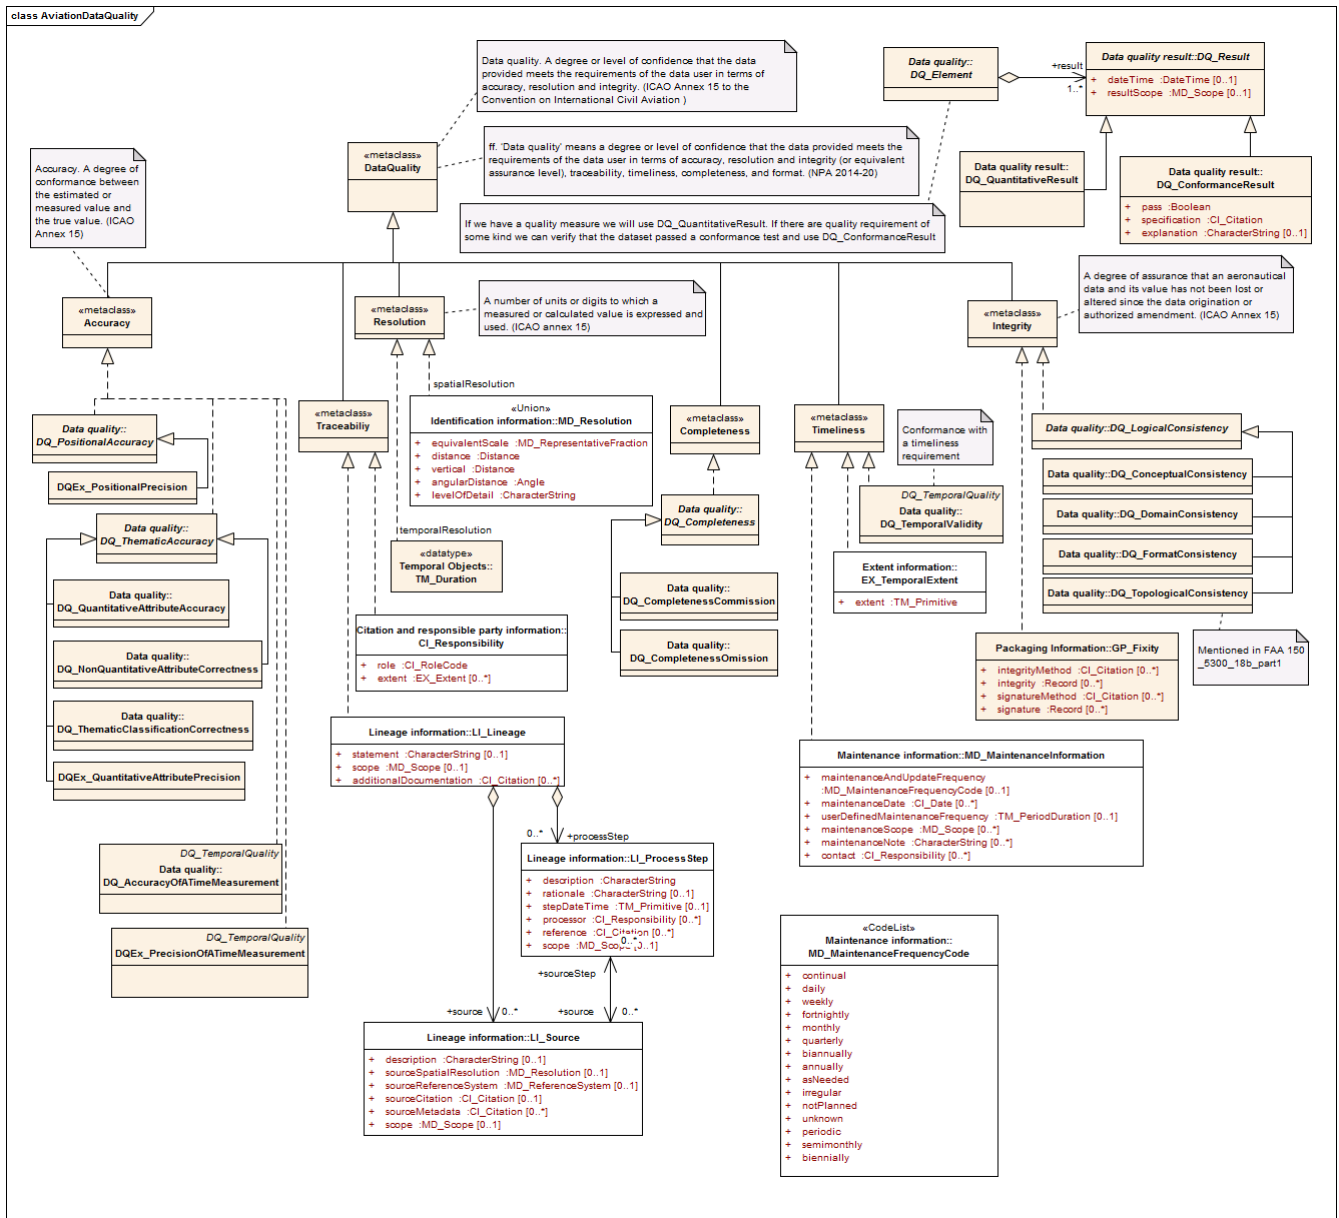 class AviationDataQuality
Data quality. A degree or level of confidence that the data
provided meets the requirements of the data user in terms of
accuracy, resolution and integrity. (ICAO Annex 15 to the
Convention on International Civil Aviation )
Data quality::
DQ_Element
+result
1..*
Data quality result::DQ_Result
+ dateTime :DateTime [0..1]
+ resultScope :MD_Scope [0..1]
Accuracy. A degree of
conformance between
the estimated or
measured value and
the true value. (ICAO
Annex 15)
«metaclass»
DataQuality
ff. 'Data quality' means a degree or level of confidence that the data provided meets the
requirements of the data user in terms of accuracy, resolution and integrity (or equivalent
assurance level), traceability, timeliness, completeness, and format. (NPA 2014-20)
Data quality result::
DQ_QuantitativeResult
Data quality result::
DQ_ConformanceResult
+ pass :Boolean
+ specification :CI_Citation
+ explanation :CharacterString [0..1]
If we have a quality measure we will use DQ_QuantitativeResult. If there are quality requirement of
some kind we can verify that the dataset passed a conformance test and use DQ_ConformanceResult
«metaclass»
Accuracy
«metaclass»
Resolution
A number of units or digits to which a
measured or calculated value is expressed and
used. (ICAO annex 15)
«metaclass»
Integrity
A degree of assurance that an aeronautical
data and its value has not been lost or
altered since the data origination or
authorized amendment. (ICAO Annex 15)
spatialResolution
Data quality::
DQ_PositionalAccuracy
DQEx_PositionalPrecision
Data quality::
DQ_ThematicAccuracy
«metaclass»
Traceabiliy
«Union»
Identification information::MD_Resolution
+ equivalentScale :MD_RepresentativeFraction
+ distance :Distance
+ vertical :Distance
+ angularDistance :Angle
+ levelOfDetail :CharacterString
«metaclass»
Completeness
«metaclass»
Timeliness
Conformance with
a timeliness
requirement
Data quality::DQ_LogicalConsistency
Data quality::DQ_ConceptualConsistency
Data quality::DQ_DomainConsistency
Data quality::DQ_FormatConsistency
Data quality::DQ_TopologicalConsistency
temporalResolution
«datatype»
Temporal Objects::
TM_Duration
Data quality::
DQ_Completeness
DQ_TemporalQuality
Data quality::
DQ_TemporalValidity
Extent information::
EX_TemporalExtent
+ extent :TM_Primitive
Data quality::
DQ_QuantitativeAttributeAccuracy
Data quality::
DQ_NonQuantitativeAttributeCorrectness
Data quality::
DQ_ThematicClassificationCorrectness
DQEx_QuantitativeAttributePrecision
Citation and responsible party information::
CI_Responsibility
+ role :CI_RoleCode
+ extent :EX_Extent [0..*]
Data quality::
DQ_CompletenessCommission
Data quality::
DQ_CompletenessOmission
Packaging Information::GP_Fixity
+ integrityMethod :CI_Citation [0..*]
+ integrity :Record [0..*]
+ signatureMethod :CI_Citation [0..*]
+ signature :Record [0..*]
Mentioned in FAA 150
_5300_18b_part1
Lineage information::LI_Lineage
+ statement :CharacterString [0..1]
+ scope :MD_Scope [0..1]
+ additionalDocumentation :CI_Citation [0..*]
Maintenance information::MD_MaintenanceInformation
+ maintenanceAndUpdateFrequency
:MD_MaintenanceFrequencyCode [0..1]
+ maintenanceDate :CI_Date [0..*]
+ userDefinedMaintenanceFrequency :TM_PeriodDuration [0..1]
+ maintenanceScope :MD_Scope [0..*]
+ maintenanceNote :CharacterString [0..*]
+ contact :CI_Responsibility [0..*]
0..*
+processStep
DQ_TemporalQuality
Data quality::
DQ_AccuracyOfATimeMeasurement
DQ_TemporalQuality
DQEx_PrecisionOfATimeMeasurement
Lineage information::LI_ProcessStep
+ description :CharacterString
+ rationale :CharacterString [0..1]
+ stepDateTime :TM_Primitive [0..1]
+ processor :CI_Responsibility [0..*]
+ reference :CI_Citation [0..*]
+ scope :MD_Scope [0..1]
0..*
+sourceStep
+source
0..*
+source
0..*
Lineage information::LI_Source
+ description :CharacterString [0..1]
+ sourceSpatialResolution :MD_Resolution [0..1]
+ sourceReferenceSystem :MD_ReferenceSystem [0..1]
+ sourceCitation :CI_Citation [0..1]
+ sourceMetadata :CI_Citation [0..*]
+ scope :MD_Scope [0..1]
«CodeList»
Maintenance information::
MD_MaintenanceFrequencyCode
+ continual
+ daily
+ weekly
+ fortnightly
+ monthly
+ quarterly
+ biannually
+ annually
+ asNeeded
+ irregular
+ notPlanned
+ unknown
+ periodic
+ semimonthly
+ biennially